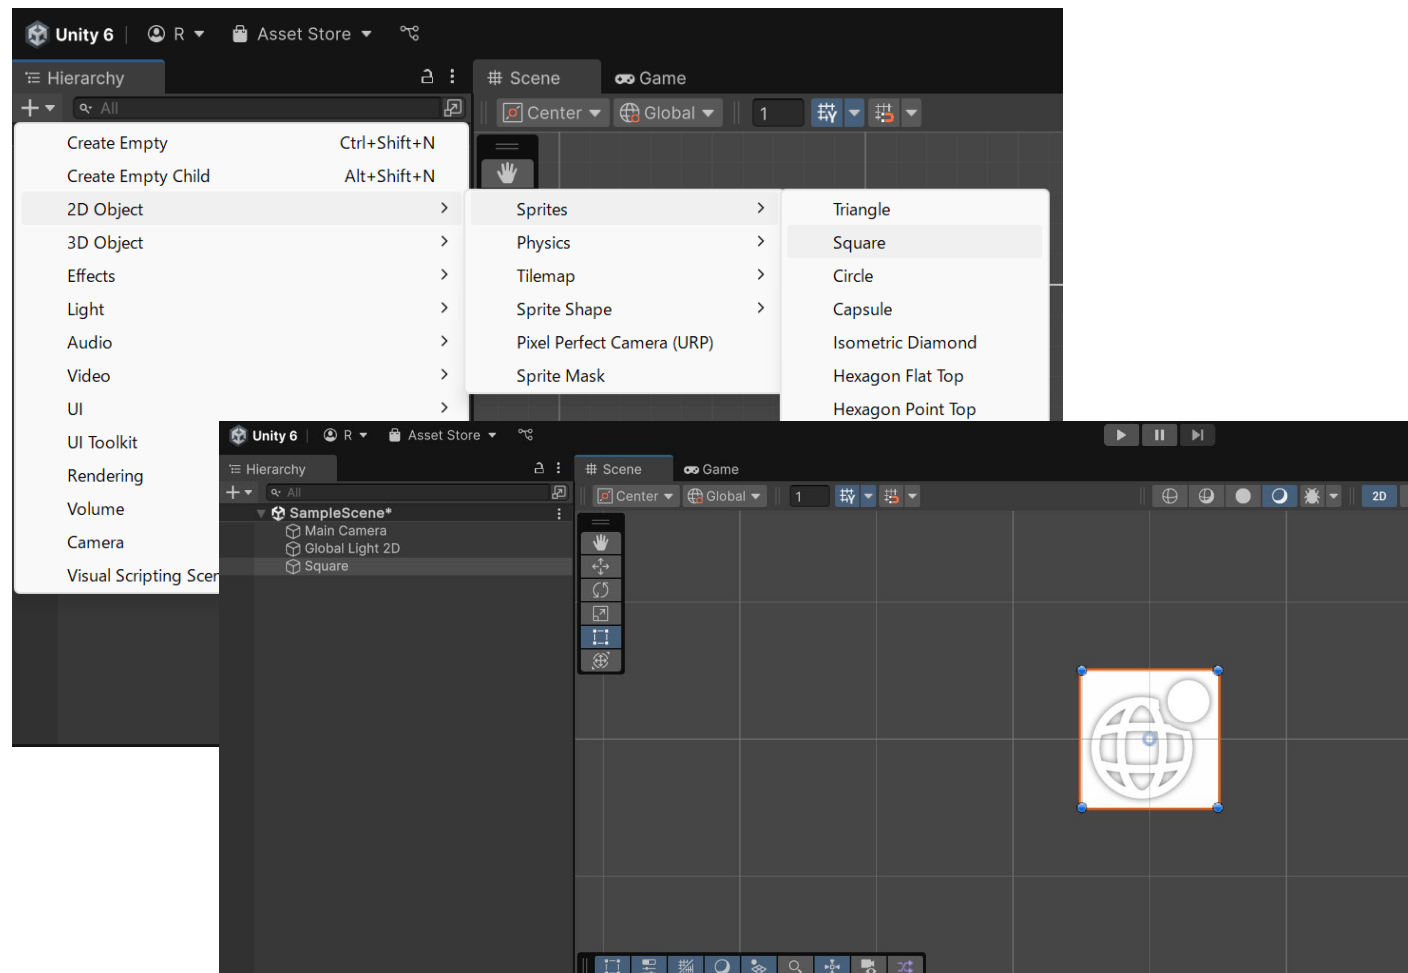 Unity 6 R Asset Store
Hierarchy
Scene Game
All
Center Global 1
Create Empty Ctrl+Shift+N
Create Empty Child Alt+Shift+N
2D Object
3D Object
Effects
Light
Audio
Video
UI
UI Toolkit
Rendering
Volume
Camera
Visual Scripting Scen
Sprites
Physics
Tilemap
Sprite Shape
Pixel Perfect Camera (URP)
Sprite Mask
Triangle
Square
Circle
Capsule
Isometric Diamond
Hexagon Flat Top
Hexagon Point Top
Unity 6 R Asset Store
Hierarchy
Scene Game
All
Center Global 1 2D
SampleScene*
Main Camera
Global Light 2D
Square